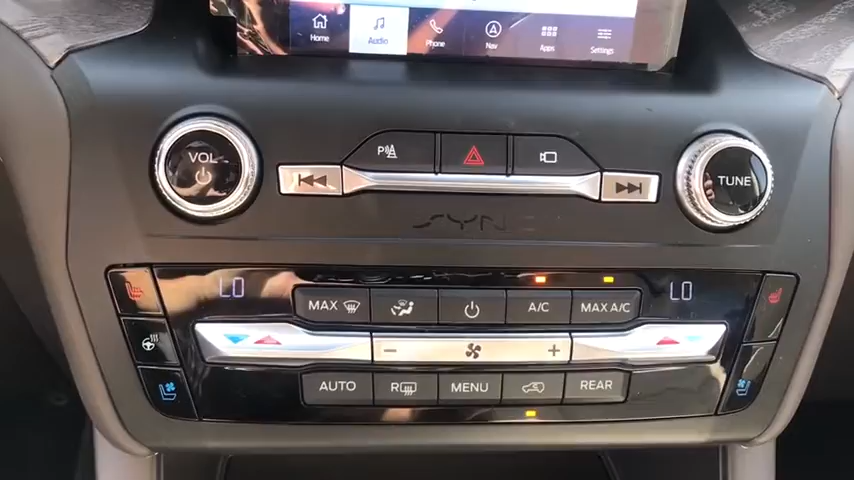 Home Audio Phone Nav Apps Settings
VOL P TUNE
SYNC
LO LO
MAX A/C MAX A/C
- +
AUTO R MENU REAR